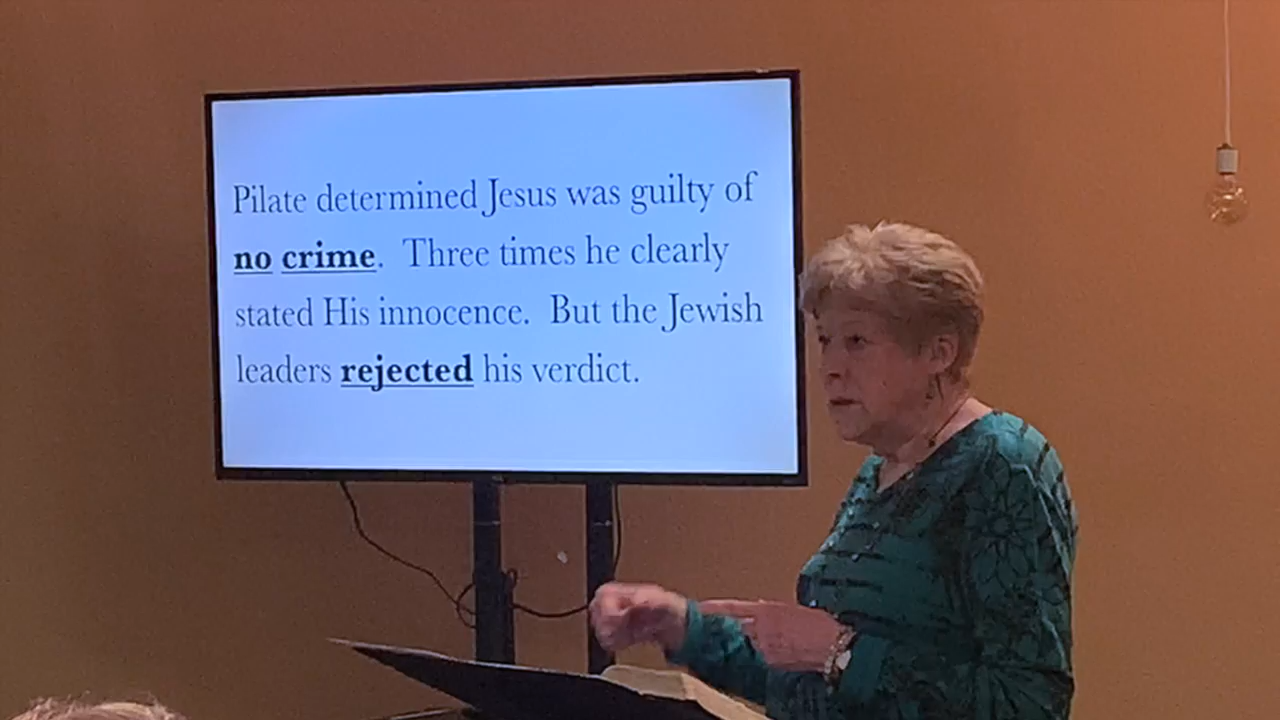 Pilate determined Jesus was guilty of
no crime. Three times he clearly
stated His innocence. But the Jewish
leaders rejected his verdict.